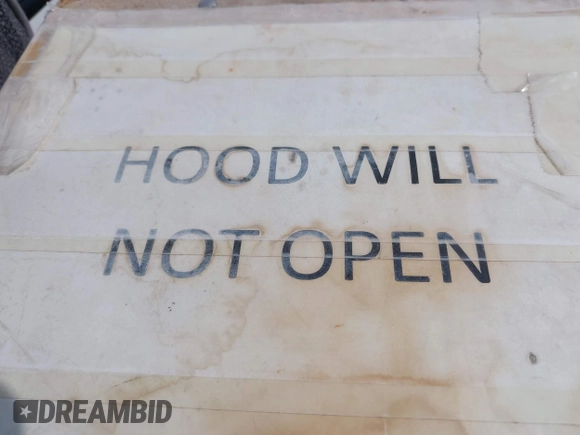 HOOD WILL
NOT OPEN
DREAMBID